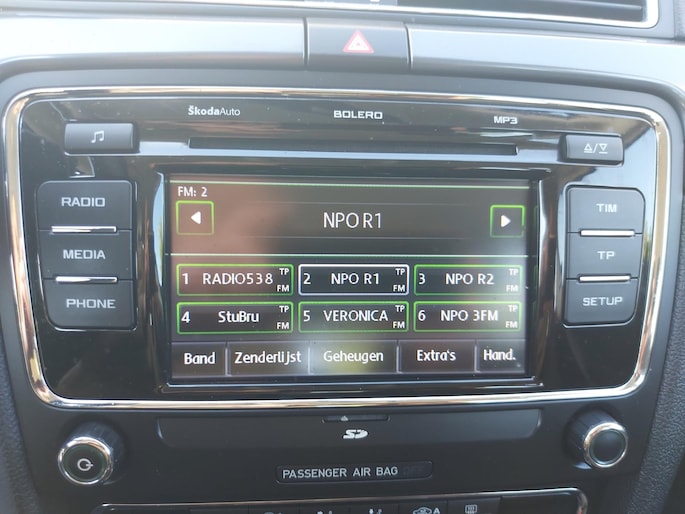 ŠkodaAuto BOLERO MP3
RADIO
MEDIA
PHONE
FM: 2
NPO R1
1 RADIO538 TP FM
2 NPO R1 TP FM
3 NPO R2 TP FM
4 StuBru FM
5 VERONICA TP FM
6 NPO 3FM FM
Band Zenderlijst Geheugen Extra's Hand.
TIM
TP
SETUP
SD
PASSENGER AIR BAG OFF
A